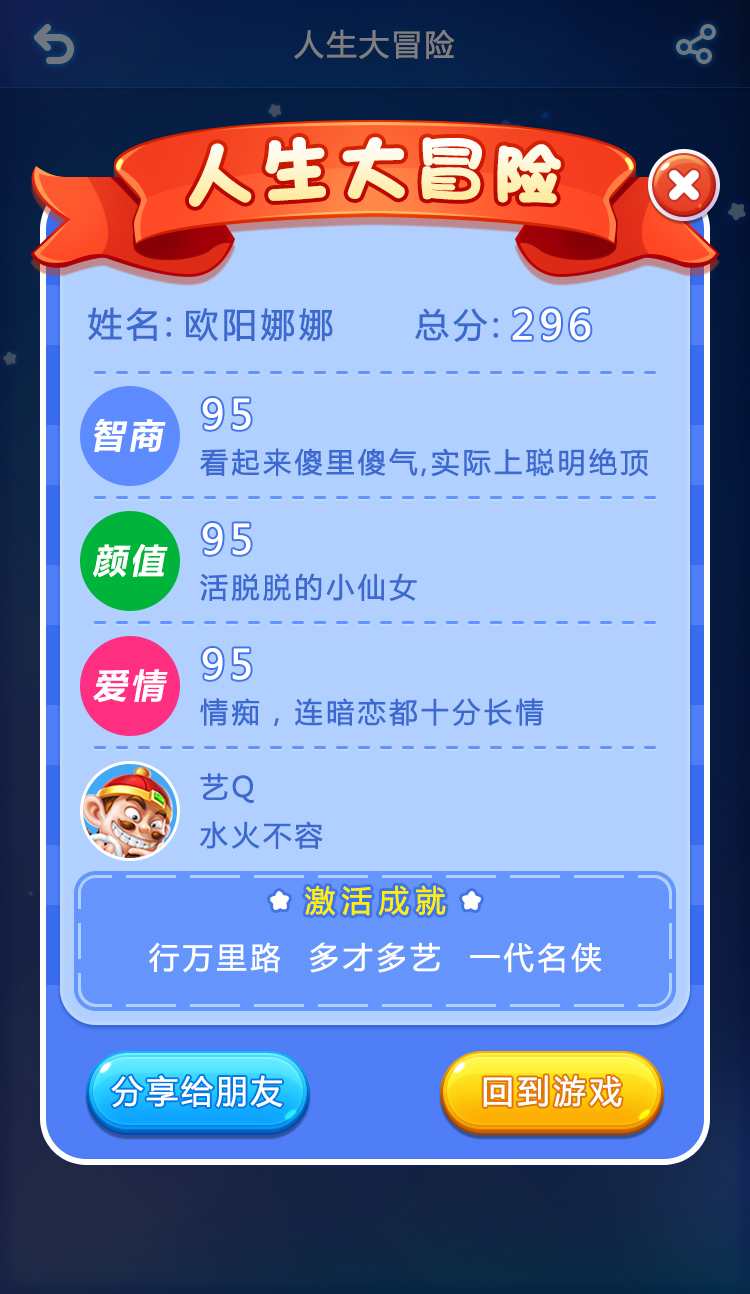 人生大冒险
人生大冒险
姓名: 欧阳娜娜 总分: 296
智商
95
看起来傻里傻气,实际上聪明绝顶
颜值
95
活脱脱的小仙女
爱情
95
情痴，连暗恋都十分长情
艺Q
水火不容
激活成就
行万里路 多才多艺 一代名侠
分享给朋友 回到游戏